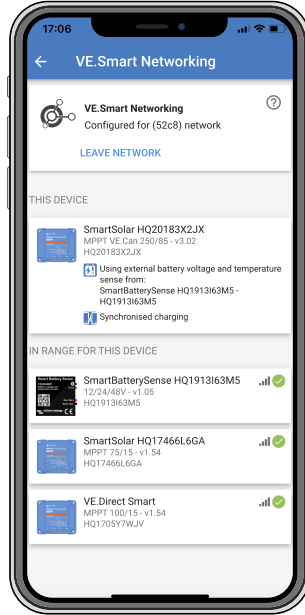 17:06
VE.Smart Networking
VE.Smart Networking
Configured for (52c8) network
LEAVE NETWORK
THIS DEVICE
SmartSolar HQ20183X2JX
MPPT VE.Can 250/85 - v3.02
HQ20183X2JX
Using external battery voltage and temperature
sense from:
SmartBatterySense HQ1913I63M5 -
HQ1913I63M5
Synchronised charging
IN RANGE FOR THIS DEVICE
Smart Battery Sense
SmartBatterySense HQ1913I63M5
12/24/48V - v1.05
HQ1913I63M5
SmartSolar HQ17466L6GA
MPPT 75/15 - v1.54
HQ17466L6GA
VE.Direct Smart
MPPT 100/15 - v1.54
HQ1705Y7WJV